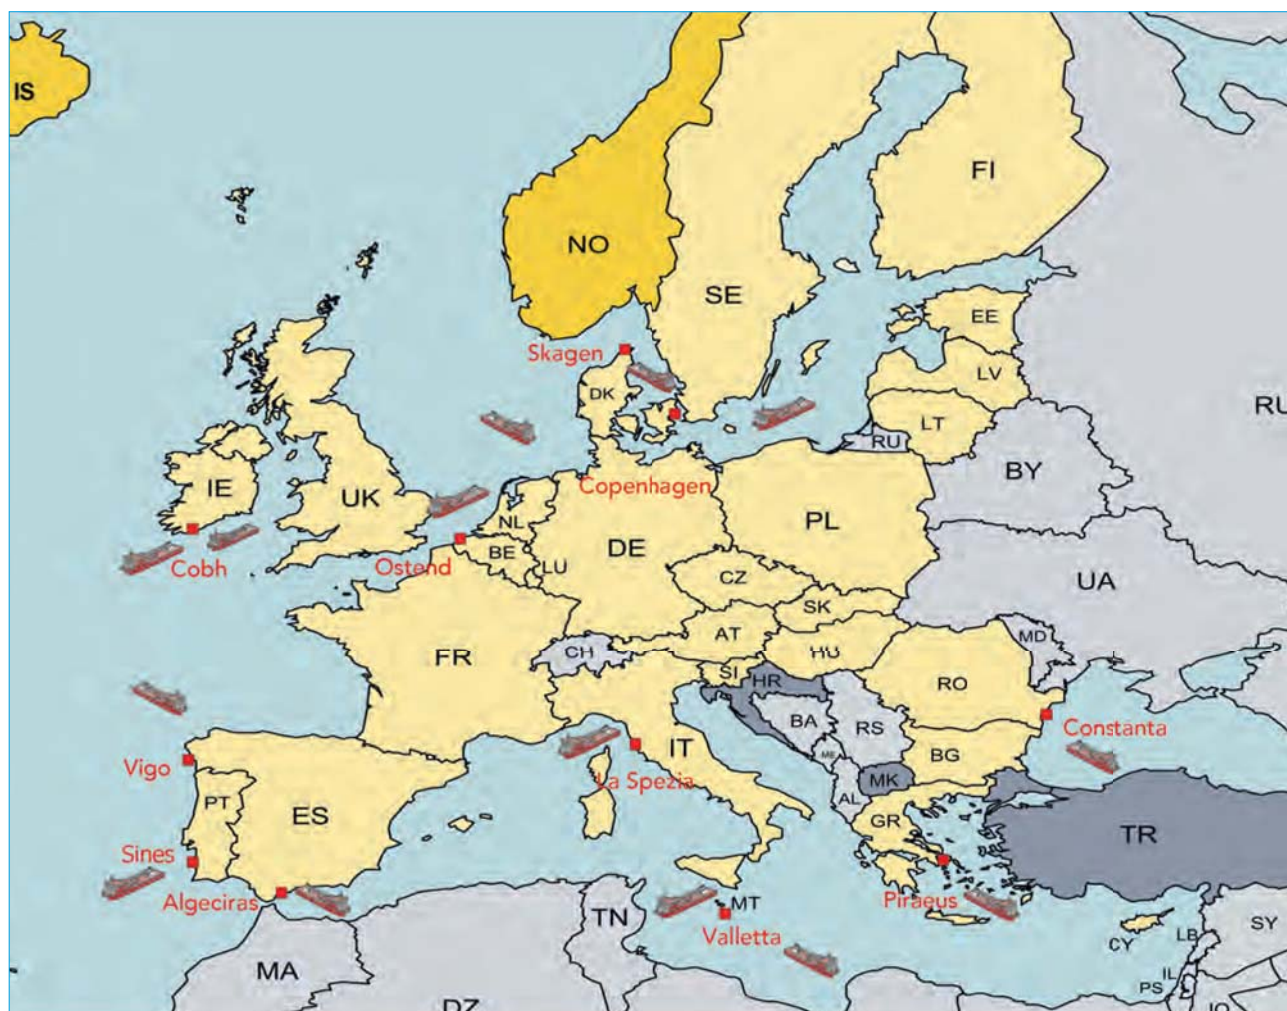 IS
FI
NO
SE
EE
Skagen
LV
DK
LT
RU
RU
BY
IE
Copenhagen
UK
NL
PL
DE
BE
Cobh
Ostend
LU
CZ
UA
SK
AT
MD
FR
CH
HU
SI
HR
RO
BA
RS
Constanta
IT
BG
Vigo
ME
La Spezia
MK
PT
AL
ES
GR
TR
Sines
Algeciras
MT
Piraeus
TN
Valletta
SY
LB
CY
MA
IL
PS
DZ
JO